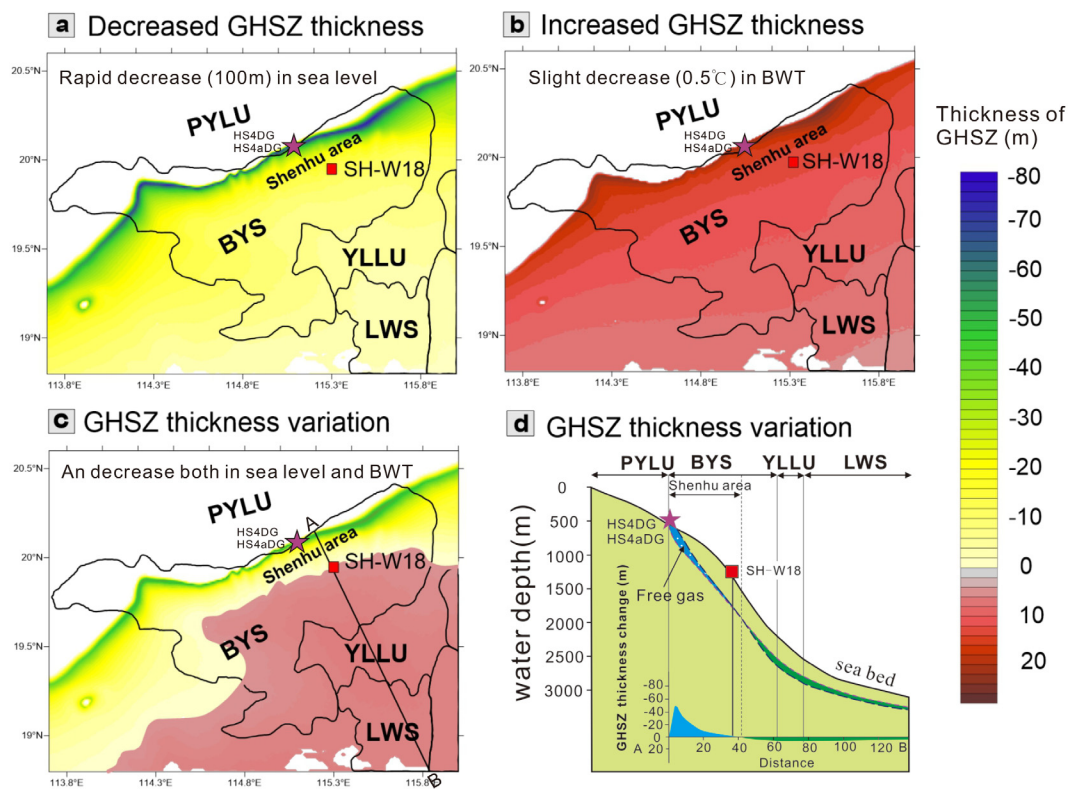 a Decreased GHSZ thickness
Rapid decrease (100m) in sea level
20.5°N
20°N
19.5°N
19°N
PYLU
HS4DG
HS4aDG
Shenhu area
SH-W18
BYS
YLLU
LWS
113.8°E 114.3°E 114.8°E 115.3°E 115.8°E
b Increased GHSZ thickness
Slight decrease (0.5℃) in BWT
20.5°N
20°N
19.5°N
19°N
PYLU
HS4DG
HS4aDG
Shenhu area
SH-W18
BYS
YLLU
LWS
113.8°E 114.3°E 114.8°E 115.3°E 115.8°E
Thickness of
GHSZ (m)
-80
-70
-60
-50
-40
-30
-20
-10
0
10
20
c GHSZ thickness variation
An decrease both in sea level and BWT
20.5°N
20°N
19.5°N
19°N
PYLU
HS4DG
HS4aDG
A
Shenhu area
SH-W18
BYS
YLLU
LWS
B
113.8°E 114.3°E 114.8°E 115.3°E 115.8°E
d GHSZ thickness variation
PYLU BYS YLLU LWS
Shenhu area
water depth(m)
0
500
1000
1500
2000
2500
3000
HS4DG
HS4aDG
SH-W18
Free gas
sea bed
GHSZ thickness change (m)
-80
-60
-40
-20
0
20
A 20 40 60 80 100 120 B
Distance